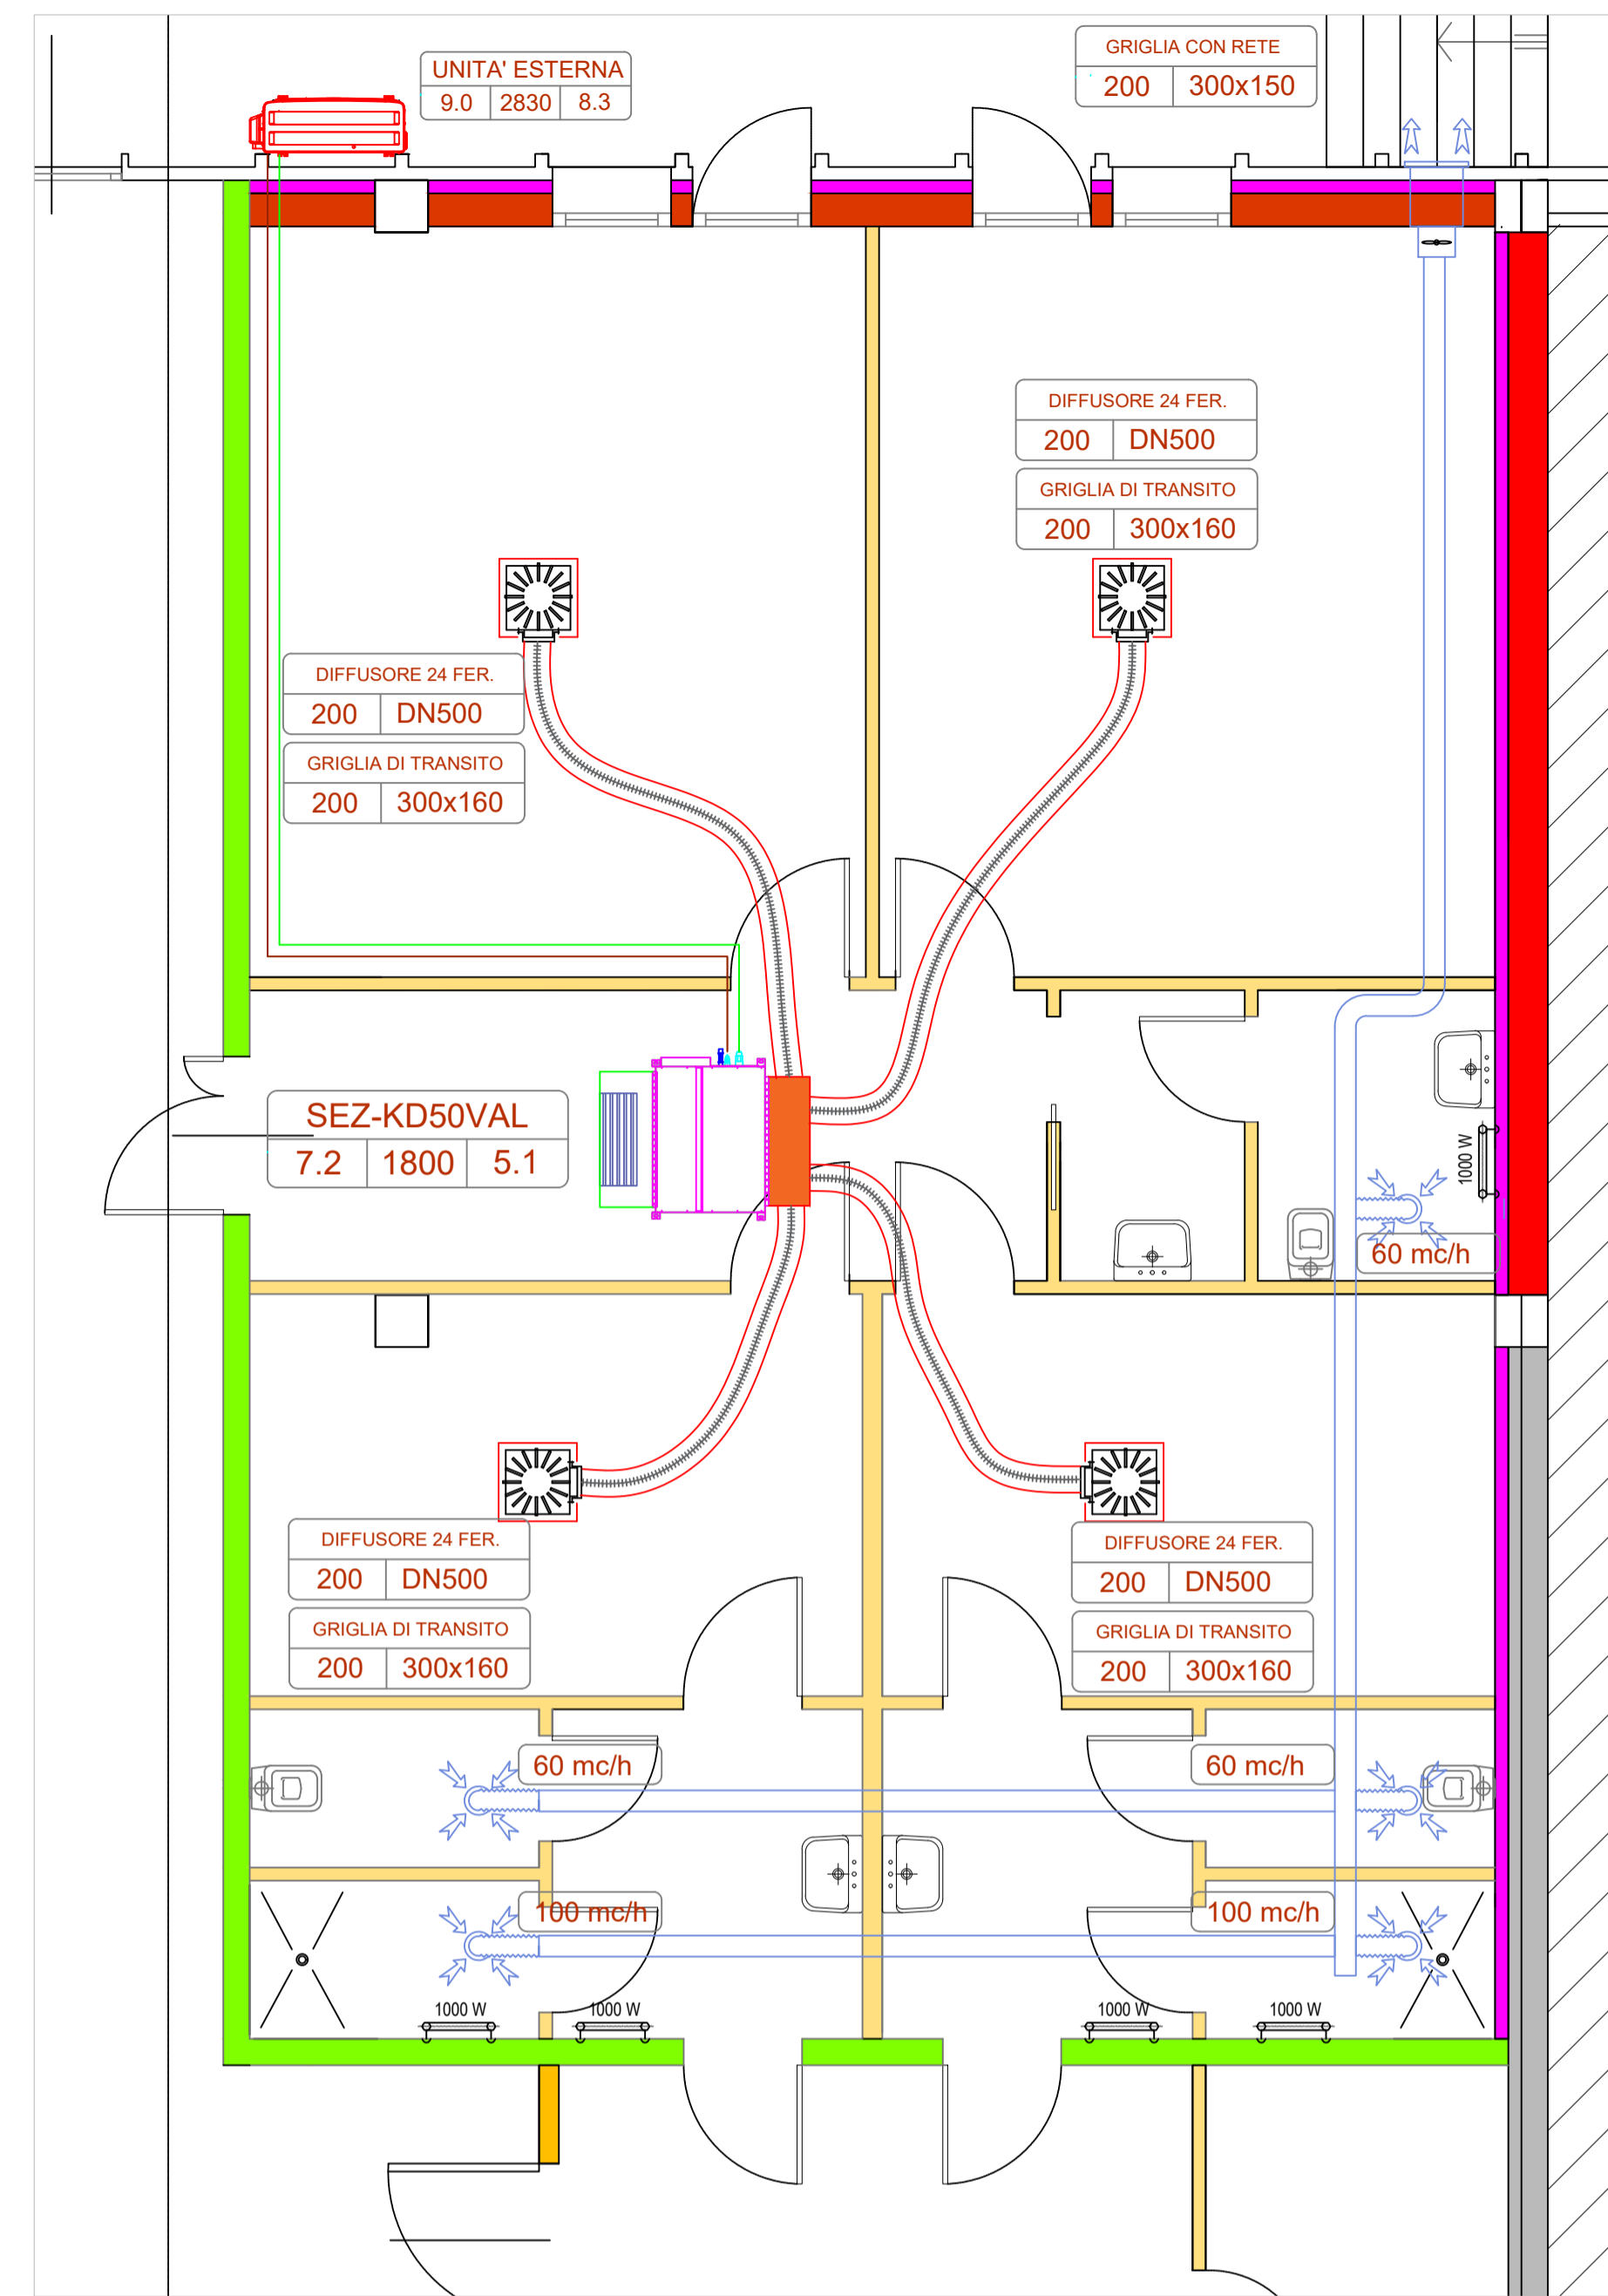 UNITA' ESTERNA
9.0 2830 8.3
GRIGLIA CON RETE
200 300x150
DIFFUSORE 24 FER.
200 DN500
GRIGLIA DI TRANSITO
200 300x160
DIFFUSORE 24 FER.
200 DN500
GRIGLIA DI TRANSITO
200 300x160
SEZ-KD50VAL
7.2 1800 5.1
1000 W
60 mc/h
DIFFUSORE 24 FER.
200 DN500
GRIGLIA DI TRANSITO
200 300x160
DIFFUSORE 24 FER.
200 DN500
GRIGLIA DI TRANSITO
200 300x160
60 mc/h
60 mc/h
100 mc/h
100 mc/h
1000 W
1000 W
1000 W
1000 W